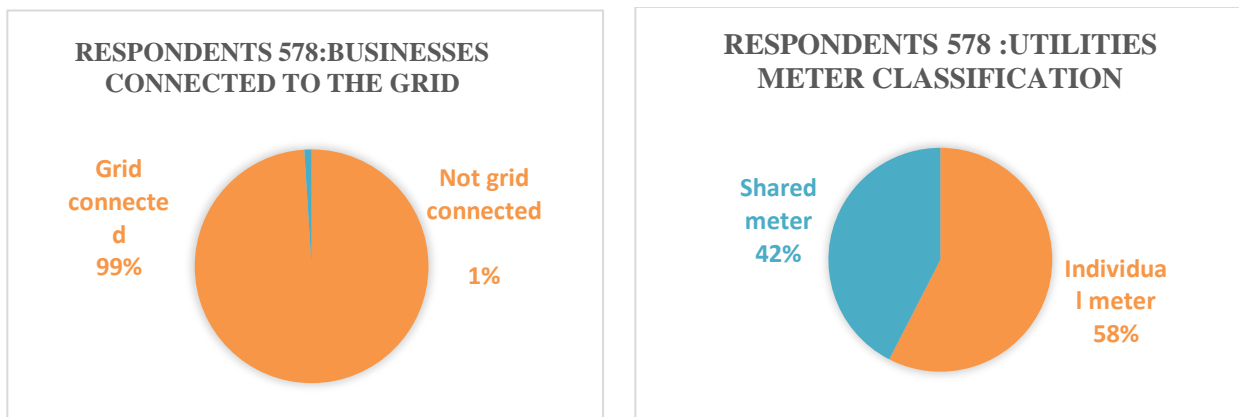 RESPONDENTS 578:BUSINESSES
CONNECTED TO THE GRID
Grid
connecte
d
99%
Not grid
connected
1%
RESPONDENTS 578 :UTILITIES
METER CLASSIFICATION
Shared
meter
42%
Individua
l meter
58%